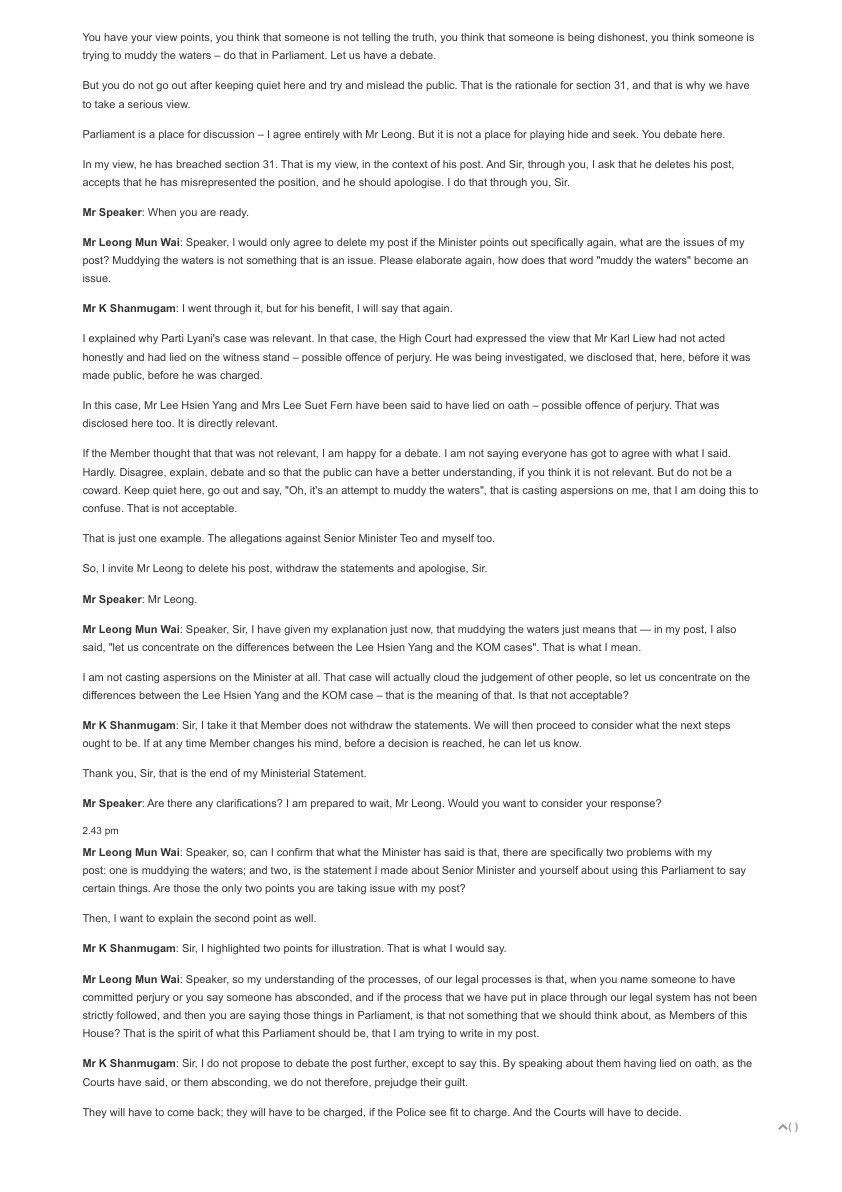 You have your view points, you think that someone is not telling the truth, you think that someone is being dishonest, you think someone is
trying to muddy the waters – do that in Parliament. Let us have a debate.
But you do not go out after keeping quiet here and try and mislead the public. That is the rationale for section 31, and that is why we have
to take a serious view.
Parliament is a place for discussion – I agree entirely with Mr Leong. But it is not a place for playing hide and seek. You debate here.
In my view, he has breached section 31. That is my view, in the context of his post. And Sir, through you, I ask that he deletes his post,
accepts that he has misrepresented the position, and he should apologise. I do that through you, Sir.
Mr Speaker: When you are ready.
Mr Leong Mun Wai: Speaker, I would only agree to delete my post if the Minister points out specifically again, what are the issues of my
post? Muddying the waters is not something that is an issue. Please elaborate again, how does that word "muddy the waters" become an
issue.
Mr K Shanmugam: I went through it, but for his benefit, I will say that again.
I explained why Parti Lyani's case was relevant. In that case, the High Court had expressed the view that Mr Karl Liew had not acted
honestly and had lied on the witness stand – possible offence of perjury. He was being investigated, we disclosed that, here, before it was
made public, before he was charged.
In this case, Mr Lee Hsien Yang and Mrs Lee Suet Fern have been said to have lied on oath – possible offence of perjury. That was
disclosed here too. It is directly relevant.
If the Member thought that that was not relevant, I am happy for a debate. I am not saying everyone has got to agree with what I said.
Hardly. Disagree, explain, debate and so that the public can have a better understanding, if you think it is not relevant. But do not be a
coward. Keep quiet here, go out and say, "Oh, it's an attempt to muddy the waters", that is casting aspersions on me, that I am doing this to
confuse. That is not acceptable.
That is just one example. The allegations against Senior Minister Teo and myself too.
So, I invite Mr Leong to delete his post, withdraw the statements and apologise, Sir.
Mr Speaker: Mr Leong.
Mr Leong Mun Wai: Speaker, Sir, I have given my explanation just now, that muddying the waters just means that — in my post, I also
said, "let us concentrate on the differences between the Lee Hsien Yang and the KOM cases". That is what I mean.
I am not casting aspersions on the Minister at all. That case will actually cloud the judgement of other people, so let us concentrate on the
differences between the Lee Hsien Yang and the KOM case – that is the meaning of that. Is that not acceptable?
Mr K Shanmugam: Sir, I take it that Member does not withdraw the statements. We will then proceed to consider what the next steps
ought to be. If at any time Member changes his mind, before a decision is reached, he can let us know.
Thank you, Sir, that is the end of my Ministerial Statement.
Mr Speaker: Are there any clarifications? I am prepared to wait, Mr Leong. Would you want to consider your response?
2.43 pm
Mr Leong Mun Wai: Speaker, so, can I confirm that what the Minister has said is that, there are specifically two problems with my
post: one is muddying the waters; and two, is the statement I made about Senior Minister and yourself about using this Parliament to say
certain things. Are those the only two points you are taking issue with my post?
Then, I want to explain the second point as well.
Mr K Shanmugam: Sir, I highlighted two points for illustration. That is what I would say.
Mr Leong Mun Wai: Speaker, so my understanding of the processes, of our legal processes is that, when you name someone to have
committed perjury or you say someone has absconded, and if the process that we have put in place through our legal system has not been
strictly followed, and then you are saying those things in Parliament, is that not something that we should think about, as Members of this
House? That is the spirit of what this Parliament should be, that I am trying to write in my post.
Mr K Shanmugam: Sir, I do not propose to debate the post further, except to say this. By speaking about them having lied on oath, as the
Courts have said, or them absconding, we do not therefore, prejudge their guilt.
They will have to come back; they will have to be charged, if the Police see fit to charge. And the Courts will have to decide.
( )